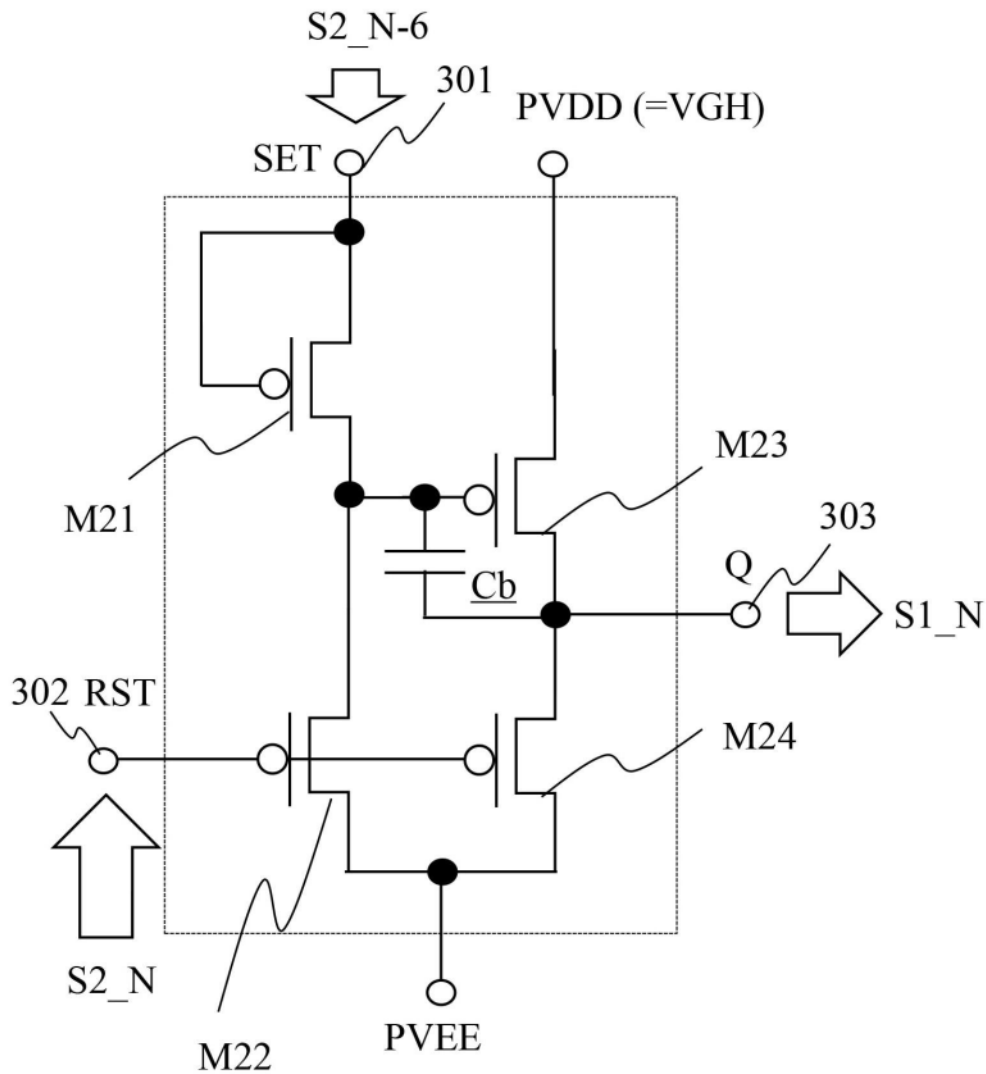 S2_N-6
301
PVDD (=VGH)
SET
M23
M21
303
Cb
Q
S1_N
302 RST
M24
S2_N
PVEE
M22